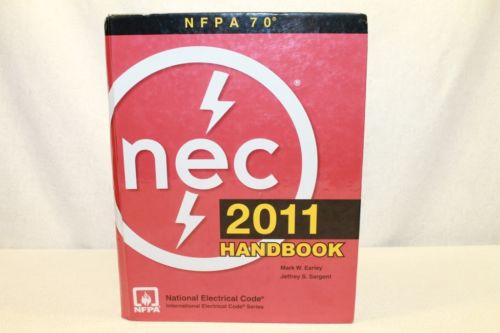 NFPA 70®
®
nec
2011
HANDBOOK
Mark W. Earley
Jeffrey S. Sargent
NFPA®
National Electrical Code®
International Electrical Code® Series